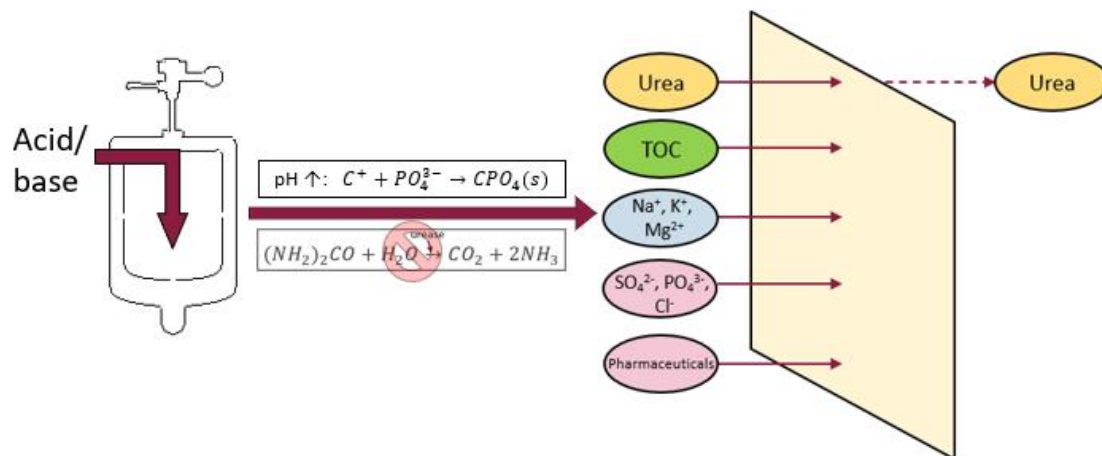 Acid/
base
pH ↑: C⁺ + PO₄³⁻ → CPO₄(s)
urease
(NH₂)₂CO + H₂O → CO₂ + 2NH₃
Urea
TOC
Na⁺, K⁺,
Mg²⁺
SO₄²⁻, PO₄³⁻,
Cl⁻
Pharmaceuticals
Urea